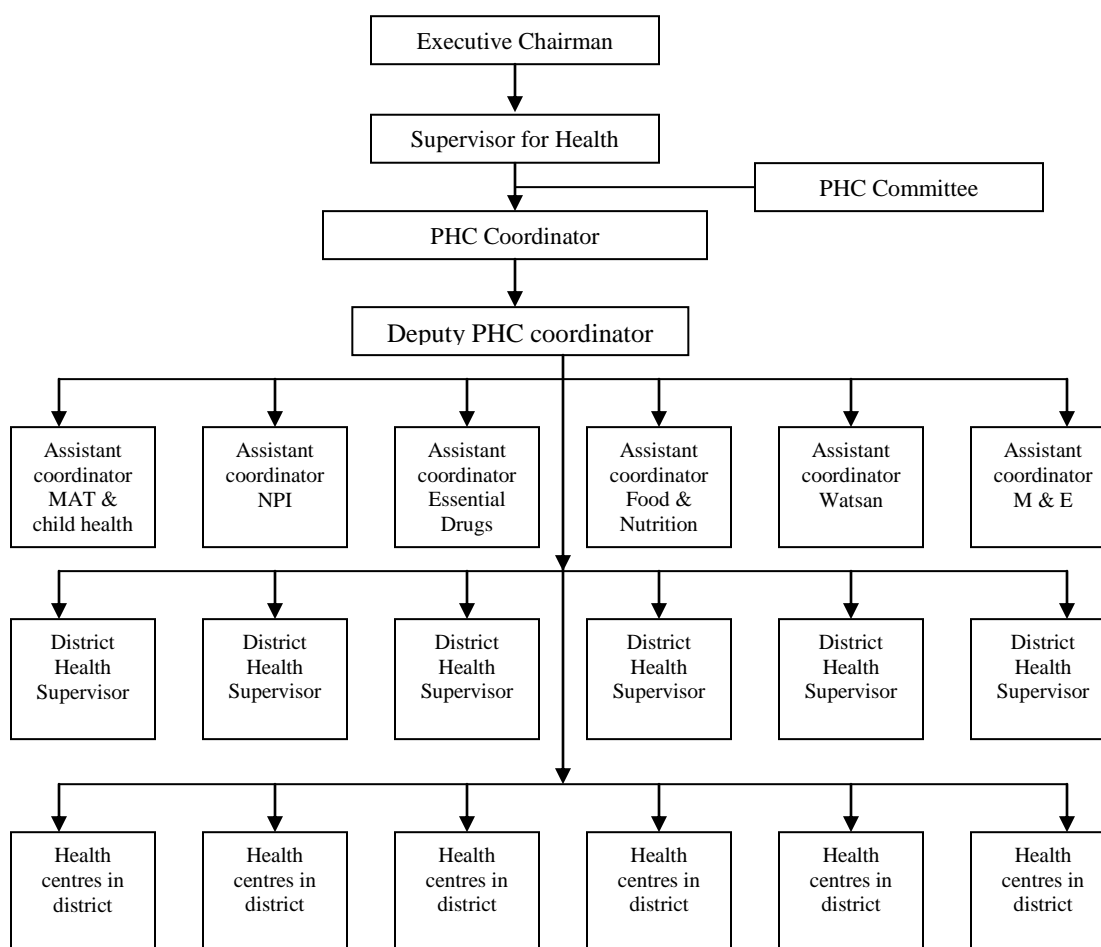 Executive Chairman
Supervisor for Health
PHC Committee
PHC Coordinator
Deputy PHC coordinator
Assistant
coordinator
MAT &
child health
Assistant
coordinator
NPI
Assistant
coordinator
Essential
Drugs
Assistant
coordinator
Food &
Nutrition
Assistant
coordinator
Watsan
Assistant
coordinator
M & E
District
Health
Supervisor
District
Health
Supervisor
District
Health
Supervisor
District
Health
Supervisor
District
Health
Supervisor
District
Health
Supervisor
Health
centres in
district
Health
centres in
district
Health
centres in
district
Health
centres in
district
Health
centres in
district
Health
centres in
district